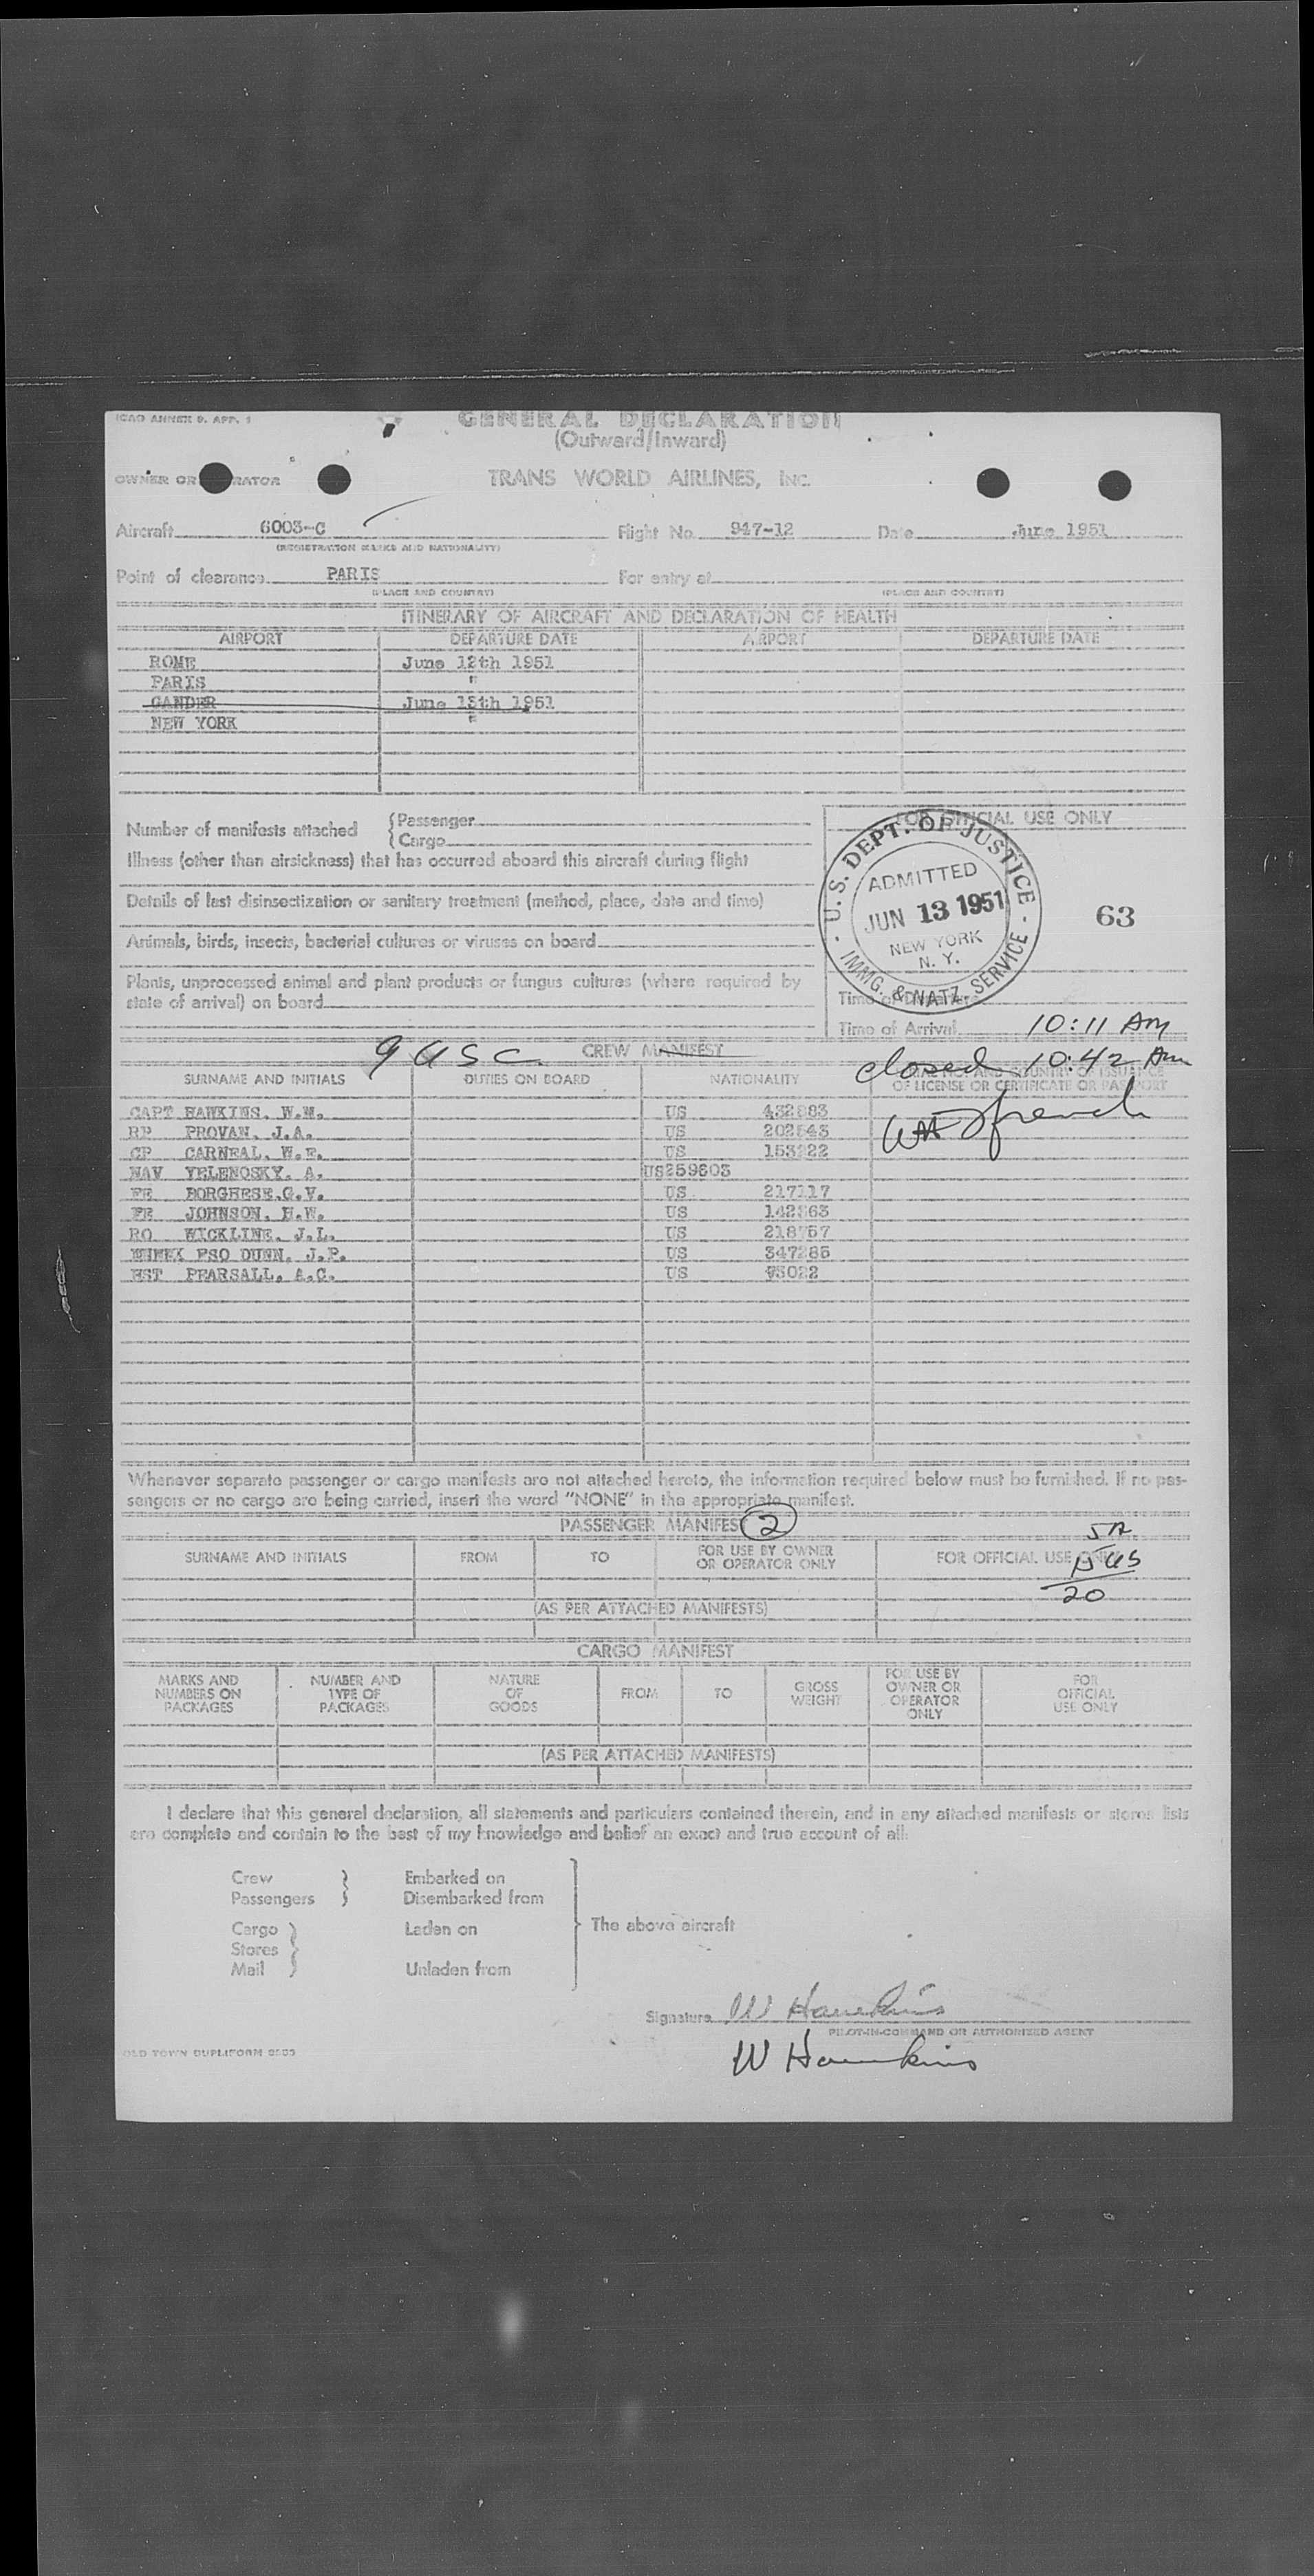 ICAO ANNEX 9. APP. 1
GENERAL DECLARATION
(Outward/Inward)
OWNER OR RATOR TRANS WORLD AIRLINES, INC.
Aircraft 6003-C Flight No. 947-12 Date June 1951
(REGISTRATION MARKS AND NATIONALITY)
Point of clearance PARIS For entry at
(PLACE AND COUNTRY) (PLACE AND COUNTRY)
ITINERARY OF AIRCRAFT AND DECLARATION OF HEALTH
AIRPORT DEPARTURE DATE AIRPORT DEPARTURE DATE
ROME June 12th 1951
PARIS "
GANDER June 13th 1951
NEW YORK "
Number of manifests attached { Passenger
{ Cargo
FOR OFFICIAL USE ONLY
Illness (other than airsickness) that has occurred aboard this aircraft during flight
Details of last disinsectization or sanitary treatment (method, place, date and time)
Animals, birds, insects, bacterial cultures or viruses on board
Plants, unprocessed animal and plant products or fungus cultures (where required by
state of arrival) on board
U.S. DEPT. OF JUSTICE
ADMITTED
JUN 13 1951
NEW YORK
N. Y.
IMMG. & NATZ. SERVICE
63
Time of Departure
Time of Arrival 10:11 AM
9 USC CREW MANIFEST closed 10:42 Am
SURNAME AND INITIALS DUTIES ON BOARD NATIONALITY
OF LICENSE OR CERTIFICATE OR PASSPORT
CAPT HAWKINS, W.M. US
RP PROVAN, J.A. US 202543
CP CARNEAL, W.E. US
NAV YELENOSKY, A. US259603
FE BORGHESE,G.V. US 217117
FE JOHNSON, H.W. US
RO WICKLINE, J.L. US 218757
PSO DUNN, J.P. US 347285
HST PEARSALL, A.C. US
Whenever separate passenger or cargo manifests are not attached hereto, the information required below must be furnished. If no pas-
sengers or no cargo are being carried, insert the word "NONE" in the appropriate manifest.
PASSENGER MANIFEST 2
SURNAME AND INITIALS FROM TO FOR USE BY OWNER OR OPERATOR ONLY FOR OFFICIAL USE ONLY
5A
15 US
20
(AS PER ATTACHED MANIFESTS)
CARGO MANIFEST
MARKS AND NUMBERS ON PACKAGES NUMBER AND TYPE OF PACKAGES NATURE OF GOODS FROM TO GROSS WEIGHT FOR USE BY OWNER OR OPERATOR ONLY FOR OFFICIAL USE ONLY
(AS PER ATTACHED MANIFESTS)
I declare that this general declaration, all statements and particulars contained therein, and in any attached manifests or stores lists
are complete and contain to the best of my knowledge and belief an exact and true account of all:
Crew } Embarked on
Passengers } Disembarked from
Cargo } Laden on The above aircraft
Stores }
Mail } Unladen from
Signature W Hawkins
PILOT-IN-COMMAND OR AUTHORIZED AGENT
W Hawkins
OLD TOWN DUPLIFORM